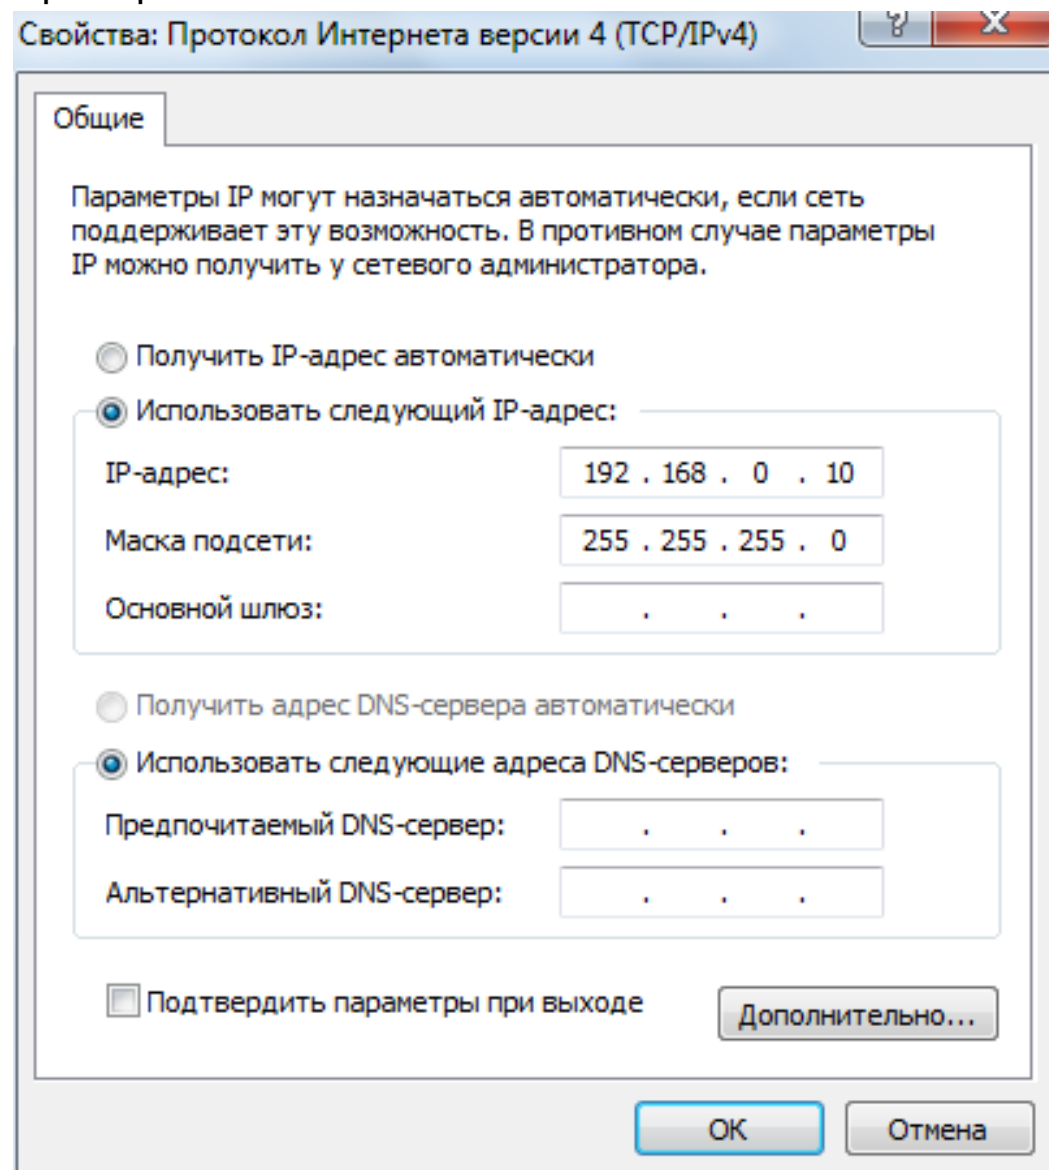 Свойства: Протокол Интернета версии 4 (TCP/IPv4)
?
Общие
Параметры IP могут назначаться автоматически, если сеть
поддерживает эту возможность. В противном случае параметры
IP можно получить у сетевого администратора.
Получить IP-адрес автоматически
Использовать следующий IP-адрес:
IP-адрес: 192 . 168 . 0 . 10
Маска подсети: 255 . 255 . 255 . 0
Основной шлюз: . . .
Получить адрес DNS-сервера автоматически
Использовать следующие адреса DNS-серверов:
Предпочитаемый DNS-сервер: . . .
Альтернативный DNS-сервер: . . .
Подтвердить параметры при выходе
Дополнительно...
ОК Отмена